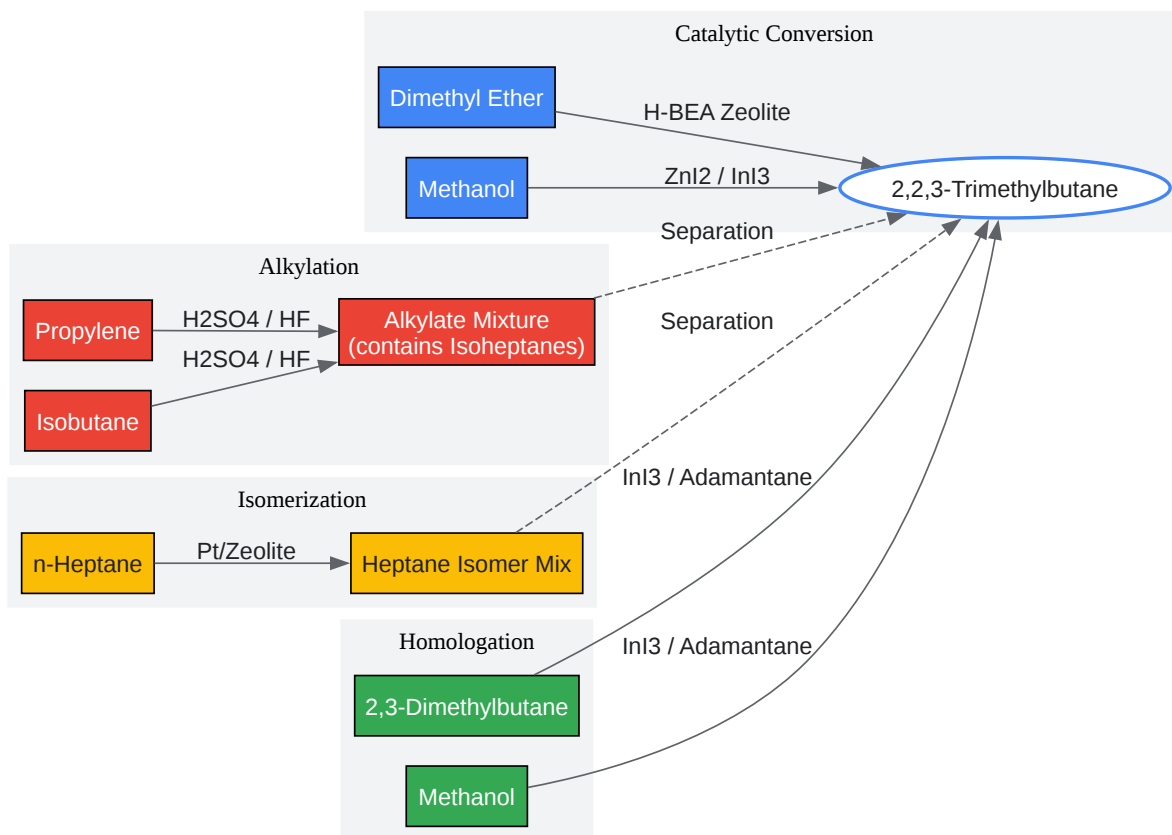 Catalytic Conversion
Dimethyl Ether
H-BEA Zeolite
Methanol
ZnI2 / InI3
2,2,3-Trimethylbutane
Separation
Alkylation
Propylene
H2SO4 / HF
Alkylate Mixture
(contains Isoheptanes)
H2SO4 / HF
Isobutane
Separation
Isomerization
n-Heptane
Pt/Zeolite
Heptane Isomer Mix
InI3 / Adamantane
Homologation
2,3-Dimethylbutane
InI3 / Adamantane
Methanol